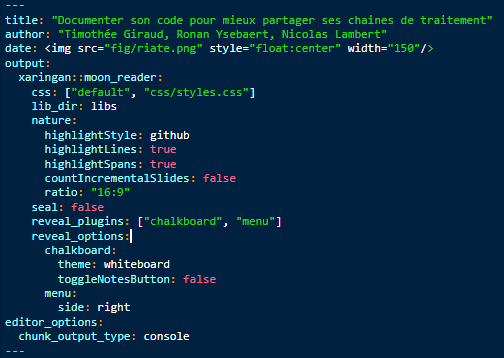 ---
title: "Documenter son code pour mieux partager ses chaines de traitement"
author: "Timothée Giraud, Ronan Ysebaert, Nicolas Lambert"
date: <img src="fig/riate.png" style="float:center" width="150"/>
output:
  xaringan::moon_reader:
    css: ["default", "css/styles.css"]
    lib_dir: libs
    nature:
      highlightStyle: github
      highlightLines: true
      highlightSpans: true
      countIncrementalSlides: false
      ratio: "16:9"
    seal: false
    reveal_plugins: ["chalkboard", "menu"]
    reveal_options:
      chalkboard:
        theme: whiteboard
        toggleNotesButton: false
      menu:
        side: right
editor_options:
  chunk_output_type: console
---